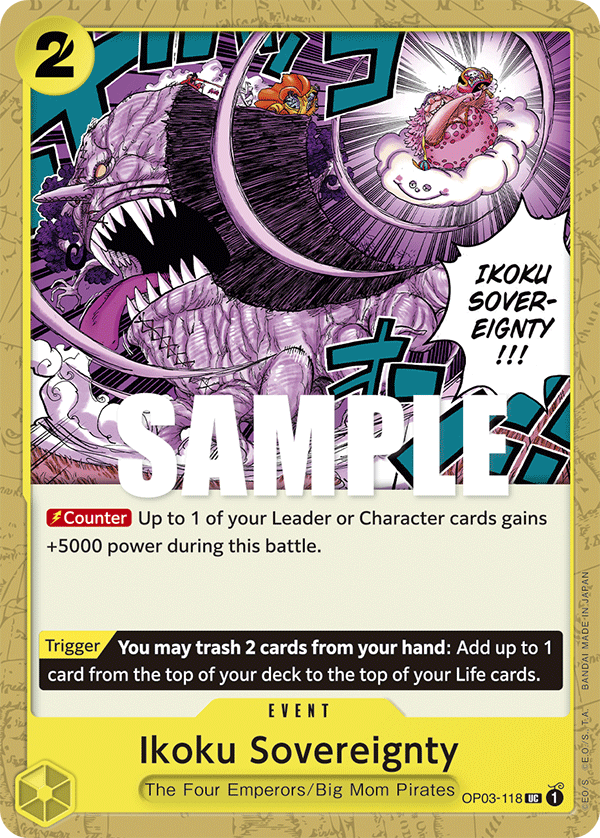 2
IKOKU
SOVER-
EIGNTY
!!!
SAMPLE
Counter Up to 1 of your Leader or Character cards gains
+5000 power during this battle.
Trigger You may trash 2 cards from your hand: Add up to 1
card from the top of your deck to the top of your Life cards.
EVENT
Ikoku Sovereignty
The Four Emperors/Big Mom Pirates
OP03-118 UC 1
©E.O./S., ©E.O./S.,T.A. BANDAI MADE IN JAPAN